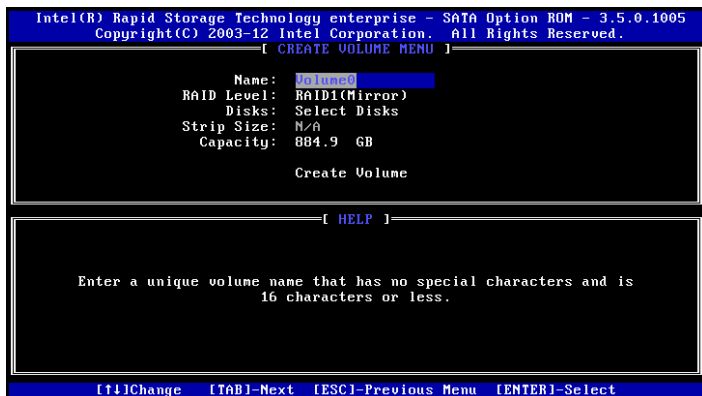 Intel(R) Rapid Storage Technology enterprise - SATA Option ROM - 3.5.0.1005
Copyright(C) 2003-12 Intel Corporation. All Rights Reserved.
[ CREATE VOLUME MENU ]
Name: Volume0
RAID Level: RAID1(Mirror)
Disks: Select Disks
Strip Size: N/A
Capacity: 884.9 GB
Create Volume
[ HELP ]
Enter a unique volume name that has no special characters and is
16 characters or less.
[↑↓]Change [TAB]-Next [ESC]-Previous Menu [ENTER]-Select